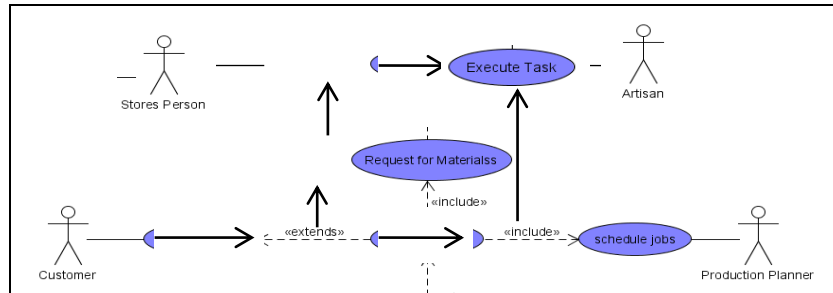 Execute Task
Stores Person
Artisan
Request for Materialss
«include»
«extends»
«include»
schedule jobs
Customer
Production Planner